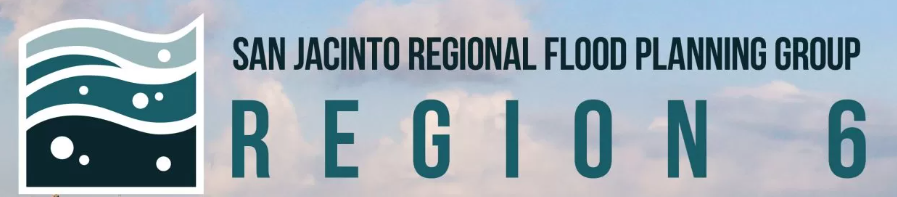 SAN JACINTO REGIONAL FLOOD PLANNING GROUP
REGION 6